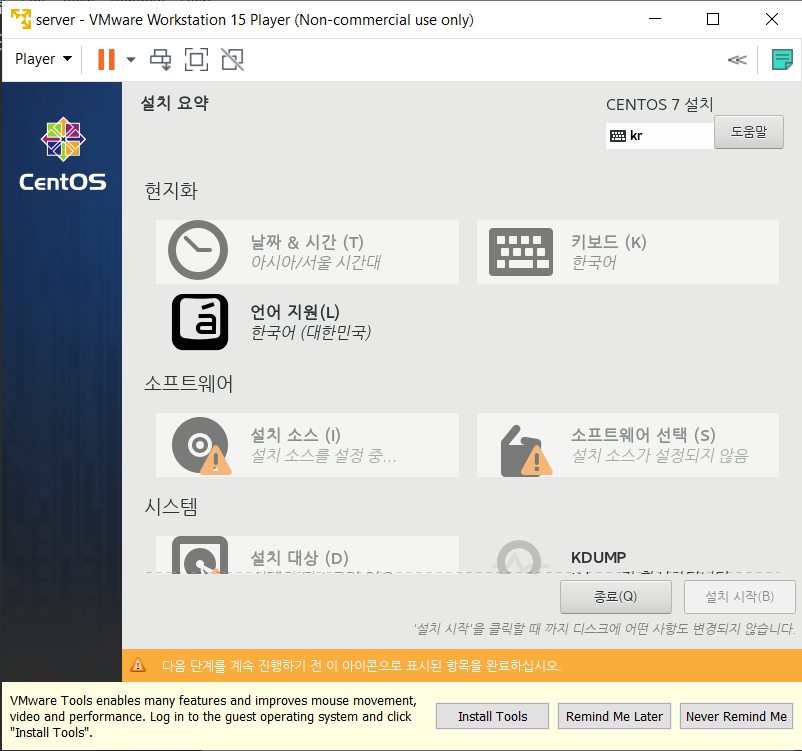 server - VMware Workstation 15 Player (Non-commercial use only)
Player
설치 요약
CENTOS 7 설치
kr
도움말
CentOS
현지화
날짜 & 시간 (T)
아시아/서울 시간대
키보드 (K)
한국어
언어 지원(L)
한국어 (대한민국)
소프트웨어
설치 소스 (I)
설치 소스를 설정 중...
소프트웨어 선택 (S)
설치 소스가 설정되지 않음
시스템
설치 대상 (D)
KDUMP
종료(Q)
설치 시작(B)
'설치 시작'을 클릭할 때 까지 디스크에 어떤 사항도 변경되지 않습니다.
다음 단계를 계속 진행하기 전 이 아이콘으로 표시된 항목을 완료하십시오.
VMware Tools enables many features and improves mouse movement,
video and performance. Log in to the guest operating system and click
"Install Tools".
Install Tools
Remind Me Later
Never Remind Me